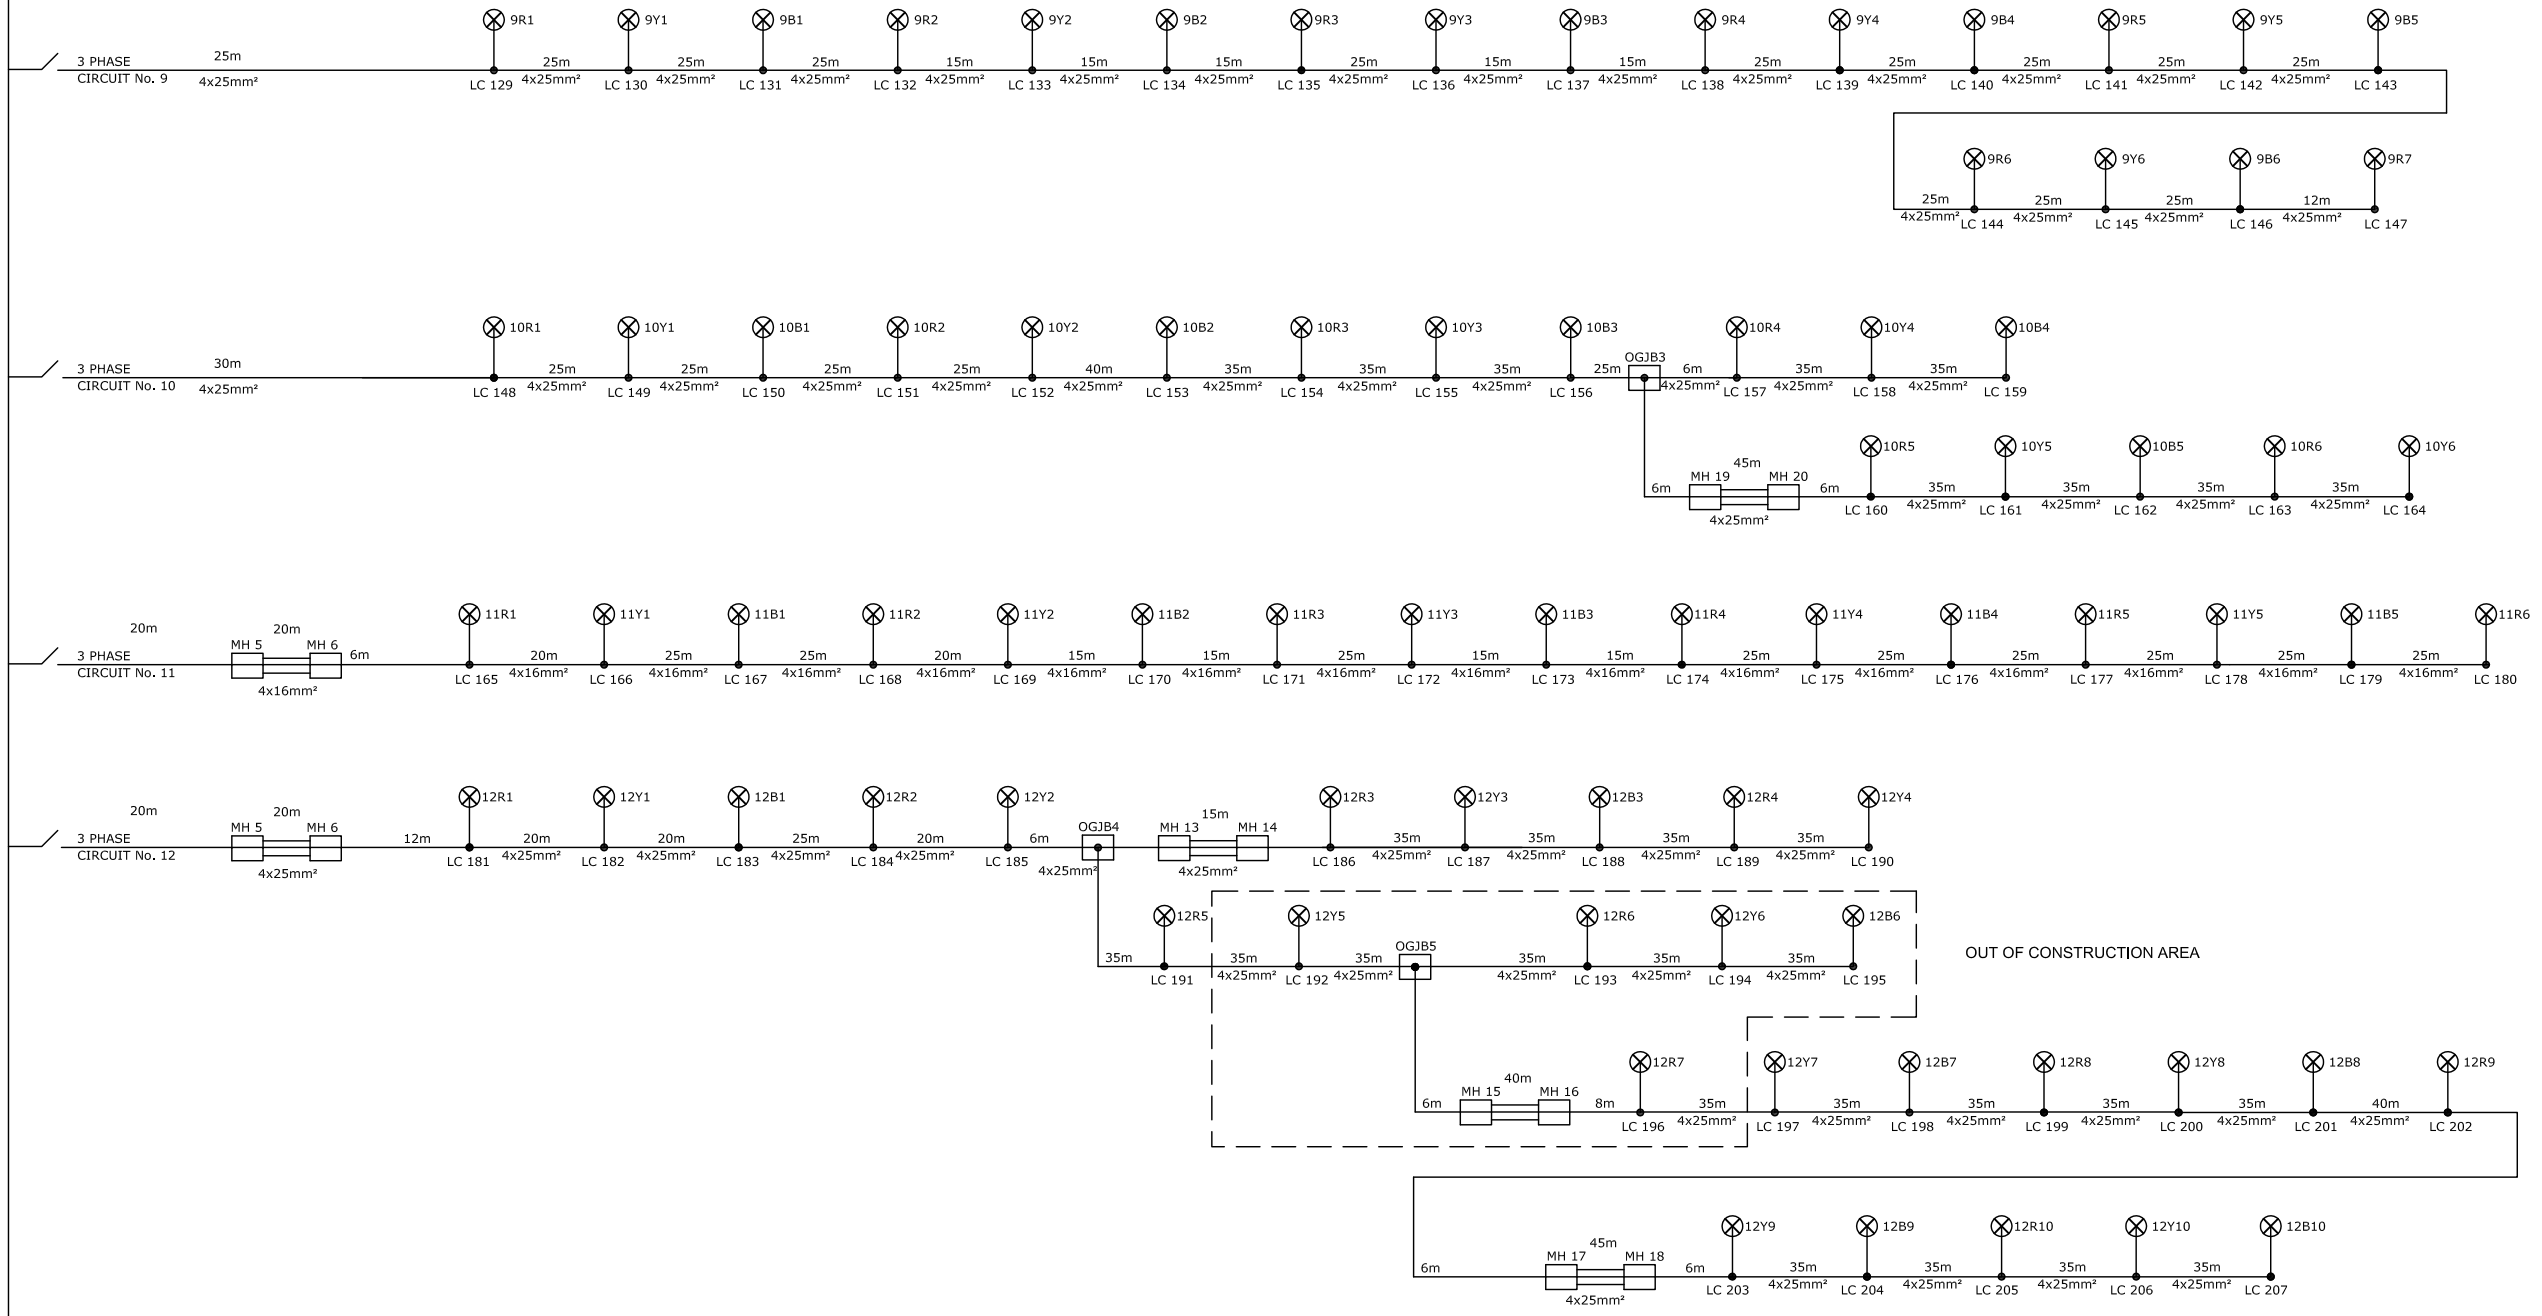 9R1 9Y1 9B1 9R2 9Y2 9B2 9R3 9Y3 9B3 9R4 9Y4 9B4 9R5 9Y5 9B5
3 PHASE 25m 25m 25m 25m 15m 15m 15m 25m 15m 15m 25m 25m 25m 25m 25m
CIRCUIT No. 9 4x25mm² 4x25mm² 4x25mm² 4x25mm² 4x25mm² 4x25mm² 4x25mm² 4x25mm² 4x25mm² 4x25mm² 4x25mm² 4x25mm² 4x25mm² 4x25mm² 4x25mm²
LC 129 LC 130 LC 131 LC 132 LC 133 LC 134 LC 135 LC 136 LC 137 LC 138 LC 139 LC 140 LC 141 LC 142 LC 143
9R6 9Y6 9B6 9R7
25m 25m 25m 12m
4x25mm² 4x25mm² 4x25mm² 4x25mm²
LC 144 LC 145 LC 146 LC 147
10R1 10Y1 10B1 10R2 10Y2 10B2 10R3 10Y3 10B3 10R4 10Y4 10B4
OGJB3
3 PHASE 30m 25m 25m 25m 25m 40m 35m 35m 35m 25m 6m 35m 35m
CIRCUIT No. 10 4x25mm² 4x25mm² 4x25mm² 4x25mm² 4x25mm² 4x25mm² 4x25mm² 4x25mm² 4x25mm² 4x25mm² 4x25mm² 4x25mm²
LC 148 LC 149 LC 150 LC 151 LC 152 LC 153 LC 154 LC 155 LC 156 LC 157 LC 158 LC 159
10R5 10Y5 10B5 10R6 10Y6
45m
MH 19 MH 20
6m 6m 35m 35m 35m 35m
4x25mm² 4x25mm² 4x25mm² 4x25mm² 4x25mm²
LC 160 LC 161 LC 162 LC 163 LC 164
11R1 11Y1 11B1 11R2 11Y2 11B2 11R3 11Y3 11B3 11R4 11Y4 11B4 11R5 11Y5 11B5 11R6
20m 20m
MH 5 MH 6
3 PHASE 6m 20m 25m 25m 20m 15m 15m 25m 15m 15m 25m 25m 25m 25m 25m 25m
CIRCUIT No. 11 4x16mm² 4x16mm² 4x16mm² 4x16mm² 4x16mm² 4x16mm² 4x16mm² 4x16mm² 4x16mm² 4x16mm² 4x16mm² 4x16mm² 4x16mm² 4x16mm² 4x16mm² 4x16mm²
LC 165 LC 166 LC 167 LC 168 LC 169 LC 170 LC 171 LC 172 LC 173 LC 174 LC 175 LC 176 LC 177 LC 178 LC 179 LC 180
12R1 12Y1 12B1 12R2 12Y2 12R3 12Y3 12B3 12R4 12Y4
20m 20m 15m
MH 5 MH 6 OGJB4 MH 13 MH 14
3 PHASE 12m 20m 20m 25m 20m 6m 35m 35m 35m 35m
CIRCUIT No. 12 4x25mm² 4x25mm² 4x25mm² 4x25mm² 4x25mm² 4x25mm² 4x25mm² 4x25mm² 4x25mm² 4x25mm² 4x25mm²
LC 181 LC 182 LC 183 LC 184 LC 185 LC 186 LC 187 LC 188 LC 189 LC 190
12R5 12Y5 12R6 12Y6 12B6
OGJB5
OUT OF CONSTRUCTION AREA
35m 35m 35m 35m 35m 35m
4x25mm² 4x25mm² 4x25mm² 4x25mm² 4x25mm²
LC 191 LC 192 LC 193 LC 194 LC 195
12R7 12Y7 12B7 12R8 12Y8 12B8 12R9
40m
MH 15 MH 16
6m 8m 35m 35m 35m 35m 35m 40m
4x25mm² 4x25mm² 4x25mm² 4x25mm² 4x25mm² 4x25mm²
LC 196 LC 197 LC 198 LC 199 LC 200 LC 201 LC 202
12Y9 12B9 12R10 12Y10 12B10
45m
MH 17 MH 18
6m 6m 35m 35m 35m 35m
4x25mm² 4x25mm² 4x25mm² 4x25mm² 4x25mm²
LC 203 LC 204 LC 205 LC 206 LC 207